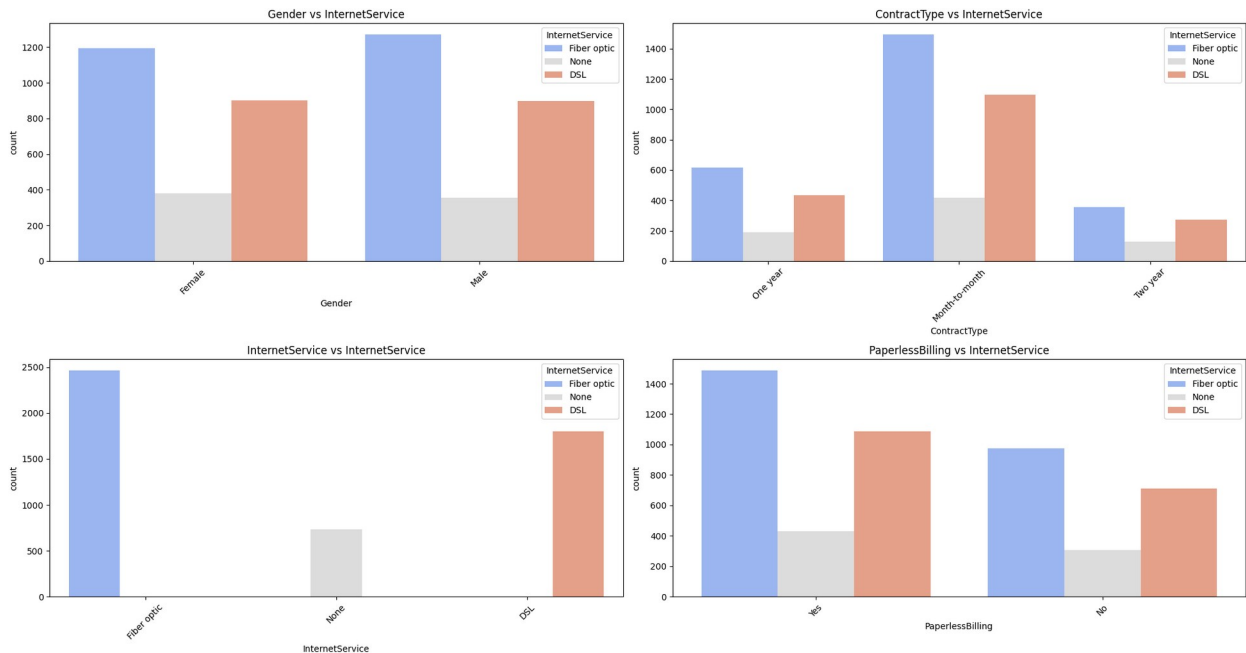 Gender vs InternetService
1200
1000
800
600
400
200
0
count
Female
Male
Gender
InternetService
Fiber optic
None
DSL
ContractType vs InternetService
1400
1200
1000
800
600
400
200
0
count
One year
Month-to-month
Two year
ContractType
InternetService
Fiber optic
None
DSL
InternetService vs InternetService
2500
2000
1500
1000
500
0
count
Fiber optic
None
DSL
InternetService
InternetService
Fiber optic
None
DSL
PaperlessBilling vs InternetService
1400
1200
1000
800
600
400
200
0
count
Yes
No
PaperlessBilling
InternetService
Fiber optic
None
DSL